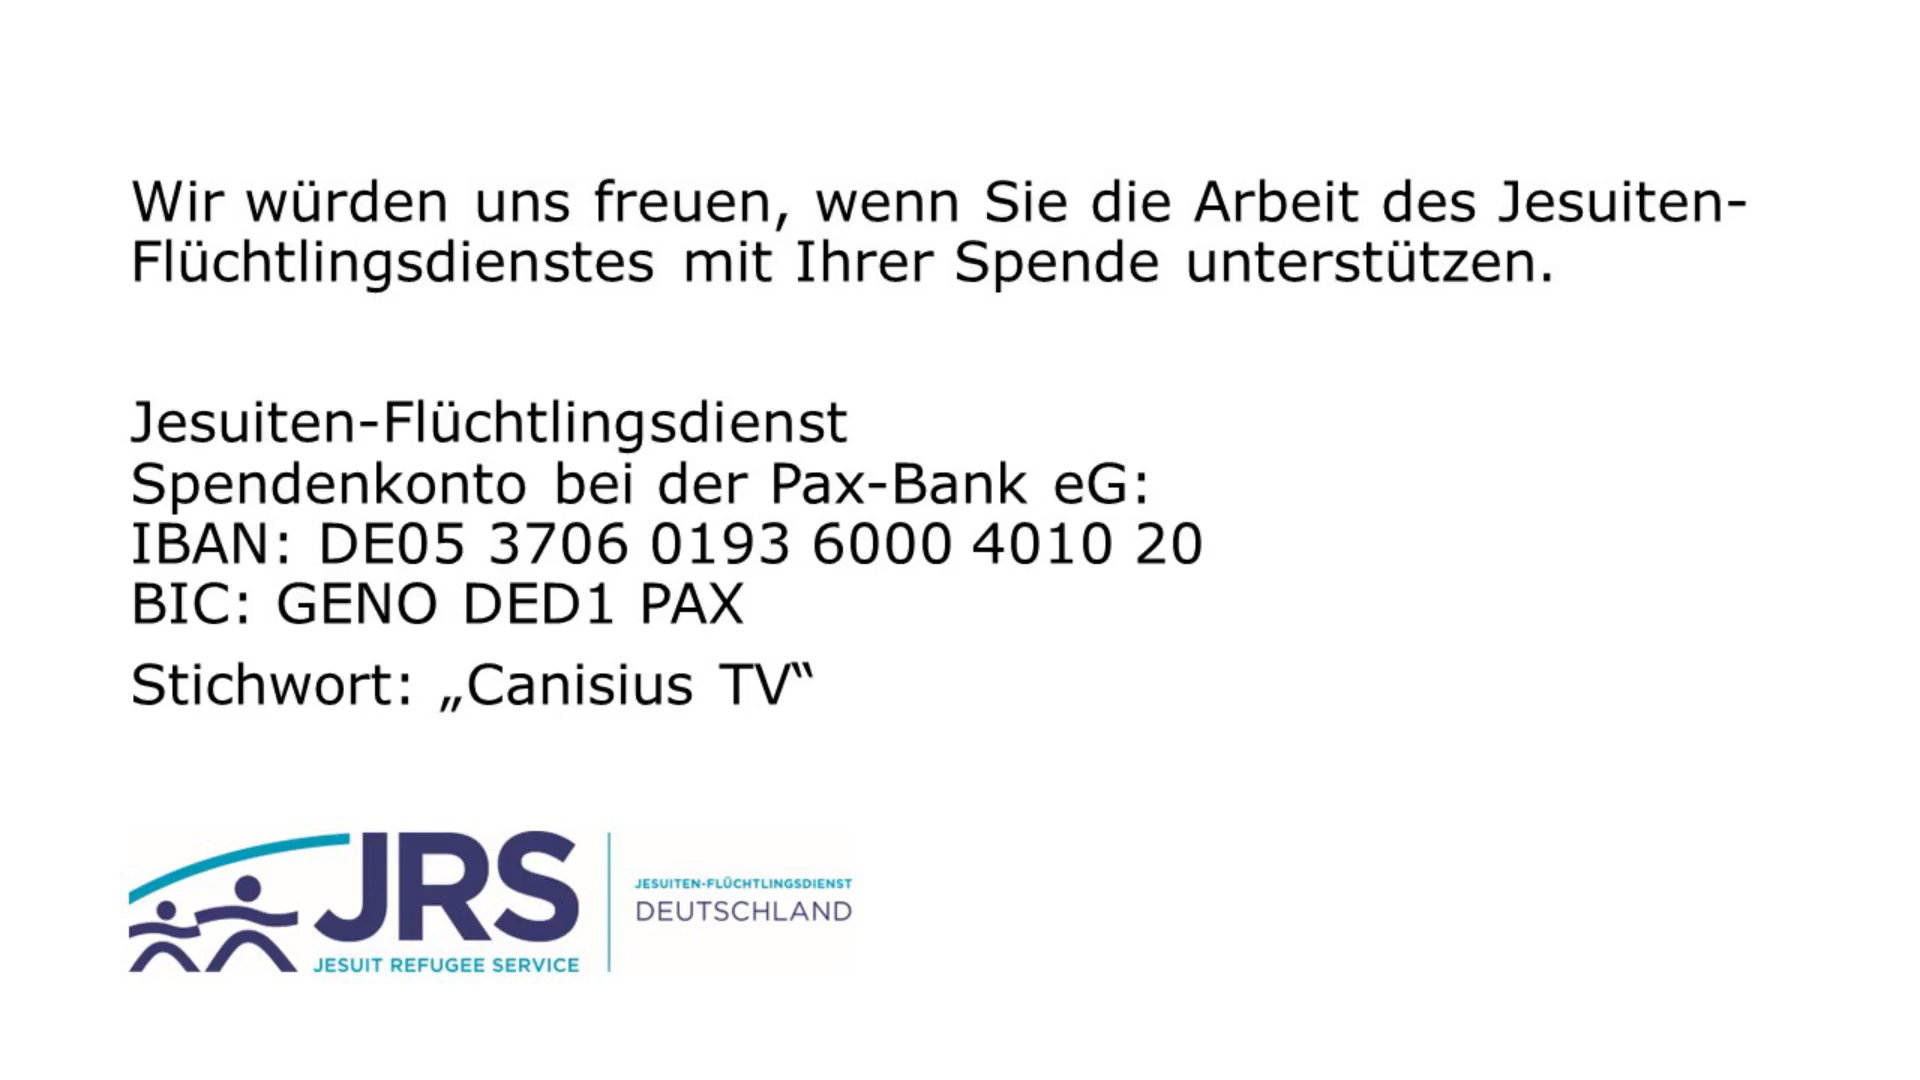 Wir würden uns freuen, wenn Sie die Arbeit des Jesuiten-
Flüchtlingsdienstes mit Ihrer Spende unterstützen.
Jesuiten-Flüchtlingsdienst
Spendenkonto bei der Pax-Bank eG:
IBAN: DE05 3706 0193 6000 4010 20
BIC: GENO DED1 PAX
Stichwort: „Canisius TV“
JRS
JESUIT REFUGEE SERVICE
JESUITEN-FLÜCHTLINGSDIENST
DEUTSCHLAND